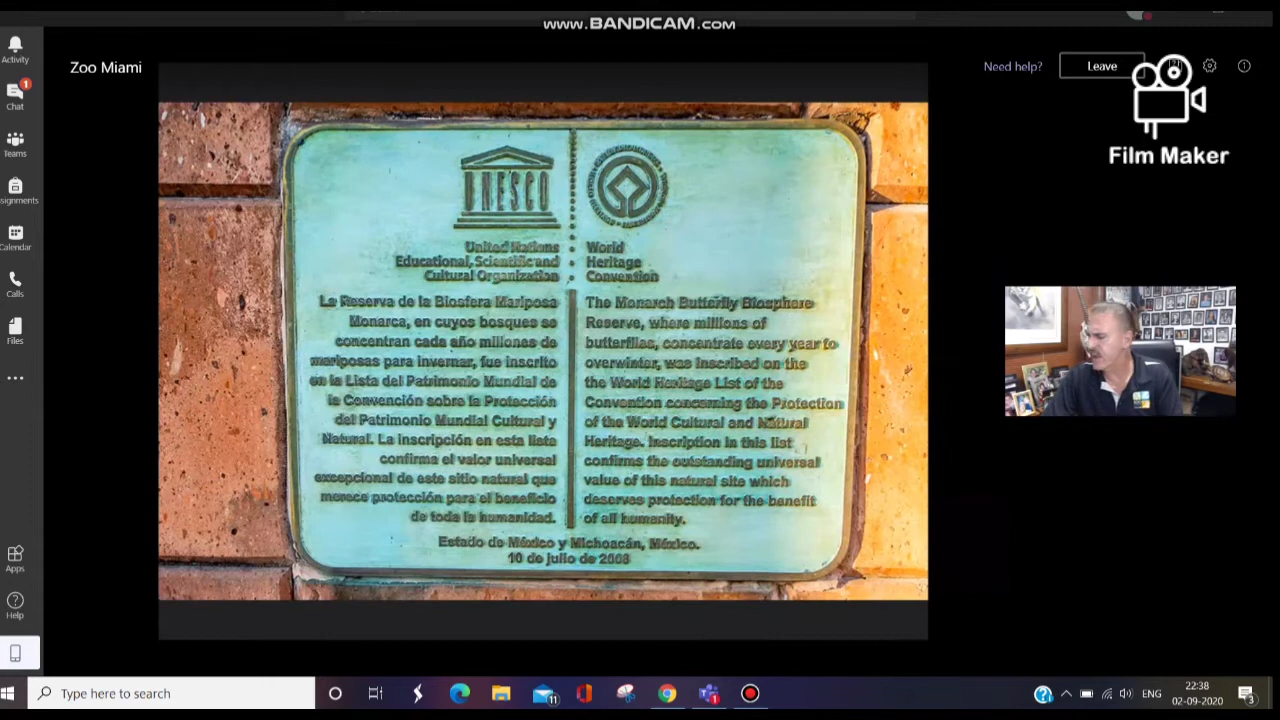 www.BANDICAM.com
Activity
Zoo Miami
Need help?
Leave
1
Chat
Film Maker
Teams
UNESCO
signments
United Nations
Educational, Scientific and
Cultural Organization
World
Heritage
Convention
Calendar
Calls
Files
La Reserva de la Biosfera Mariposa
Monarca, en cuyos bosques se
concentran cada año millones de
mariposas para invernar, fue inscrito
en la Lista del Patrimonio Mundial de
la Convención sobre la Protección
del Patrimonio Mundial Cultural y
Natural. La inscripción en esta lista
confirma el valor universal
excepcional de este sitio natural que
merece protección para el beneficio
de toda la humanidad.
The Monarch Butterfly Biosphere
Reserve, where millions of
butterflies, concentrate every year to
overwinter, was inscribed on the
the World Heritage List of the
Convention concerning the Protection
of the World Cultural and Natural
Heritage. Inscription in this list
confirms the outstanding universal
value of this natural site which
deserves protection for the benefit
of all humanity.
Estado de México y Michoacán, México.
10 de julio de 2008
Apps
Help
Type here to search
11
1
ENG
22:38
02-09-2020
3